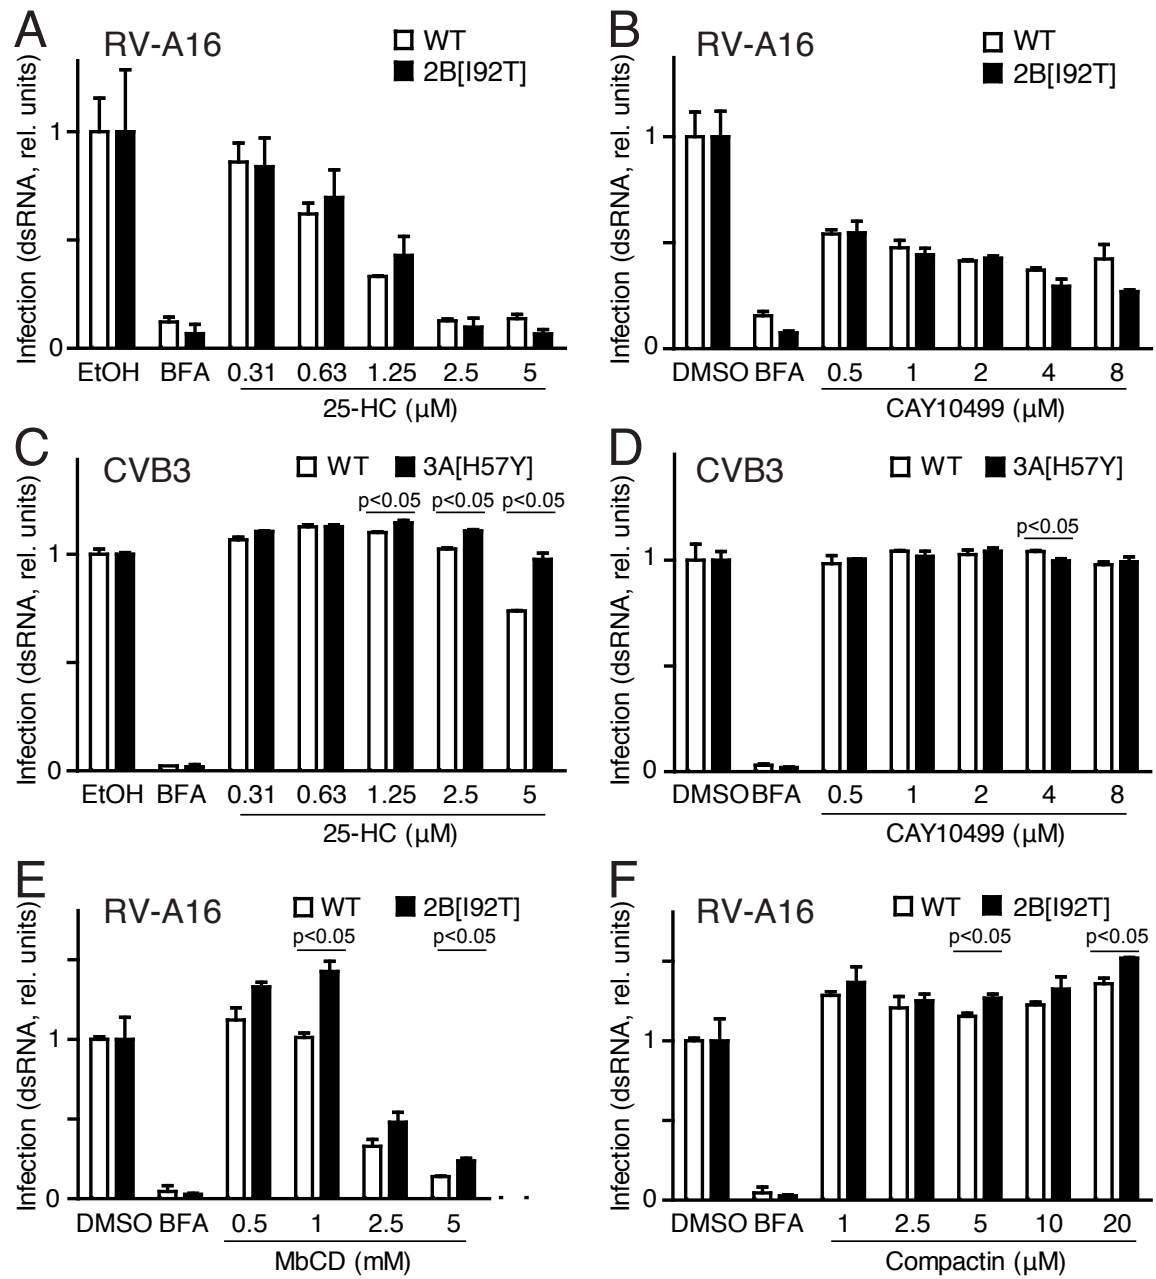 A
RV-A16
WT
2B[I92T]
Infection (dsRNA, rel. units)
1
0
EtOH BFA 0.31 0.63 1.25 2.5 5
25-HC (µM)
B
RV-A16
WT
2B[I92T]
Infection (dsRNA, rel. units)
1
0
DMSO BFA 0.5 1 2 4 8
CAY10499 (µM)
C
CVB3
WT 3A[H57Y]
p<0.05 p<0.05 p<0.05
Infection (dsRNA, rel. units)
1
0
EtOH BFA 0.31 0.63 1.25 2.5 5
25-HC (µM)
D
CVB3
WT 3A[H57Y]
p<0.05
Infection (dsRNA, rel. units)
1
0
DMSO BFA 0.5 1 2 4 8
CAY10499 (µM)
E
RV-A16
WT 2B[I92T]
p<0.05 p<0.05
Infection (dsRNA, rel. units)
1
0
DMSO BFA 0.5 1 2.5 5
MbCD (mM)
F
RV-A16
WT 2B[I92T]
p<0.05 p<0.05
Infection (dsRNA, rel. units)
1
0
DMSO BFA 1 2.5 5 10 20
Compactin (µM)